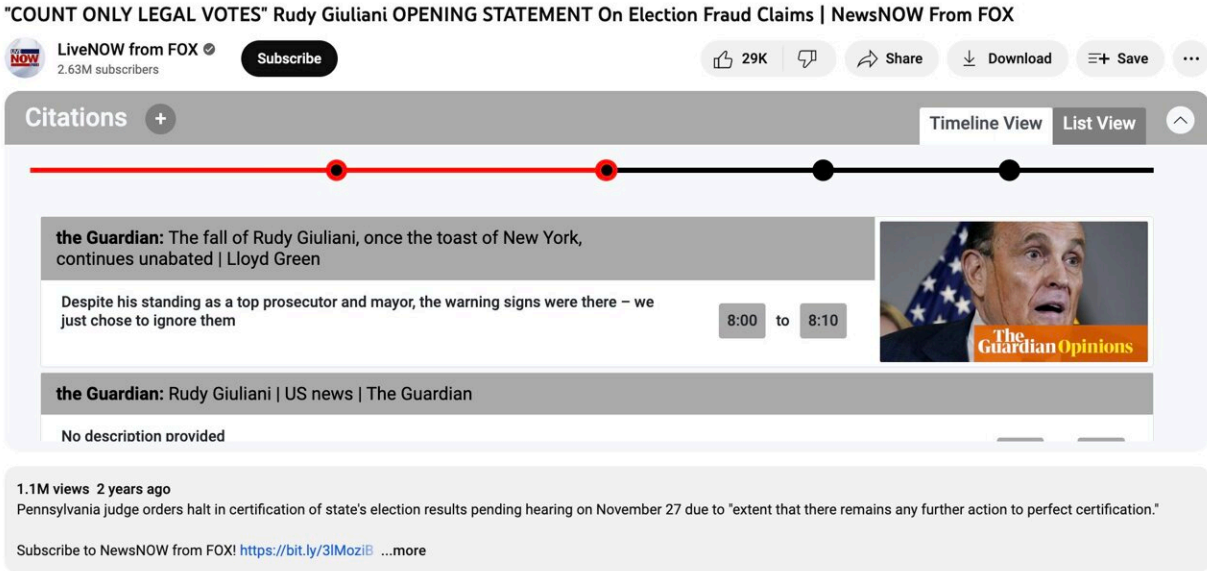 "COUNT ONLY LEGAL VOTES" Rudy Giuliani OPENING STATEMENT On Election Fraud Claims | NewsNOW From FOX
LIVE NOW
LiveNOW from FOX
2.63M subscribers
Subscribe
29K
Share
Download
Save
Citations
Timeline View
List View
the Guardian: The fall of Rudy Giuliani, once the toast of New York,
continues unabated | Lloyd Green
Despite his standing as a top prosecutor and mayor, the warning signs were there – we
just chose to ignore them
8:00 to 8:10
The
Guardian Opinions
the Guardian: Rudy Giuliani | US news | The Guardian
No description provided
1.1M views 2 years ago
Pennsylvania judge orders halt in certification of state's election results pending hearing on November 27 due to "extent that there remains any further action to perfect certification."
Subscribe to NewsNOW from FOX! https://bit.ly/3lMoziB ...more